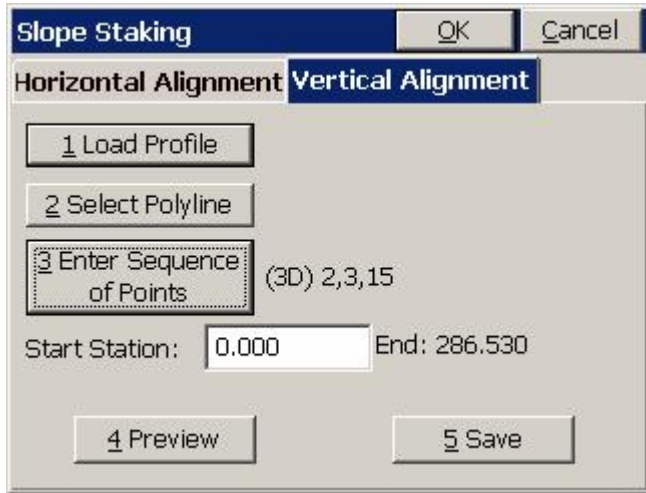 Slope Staking OK Cancel
Horizontal Alignment Vertical Alignment
1 Load Profile
2 Select Polyline
3 Enter Sequence
of Points
(3D) 2,3,15
Start Station: 0.000 End: 286.530
4 Preview 5 Save